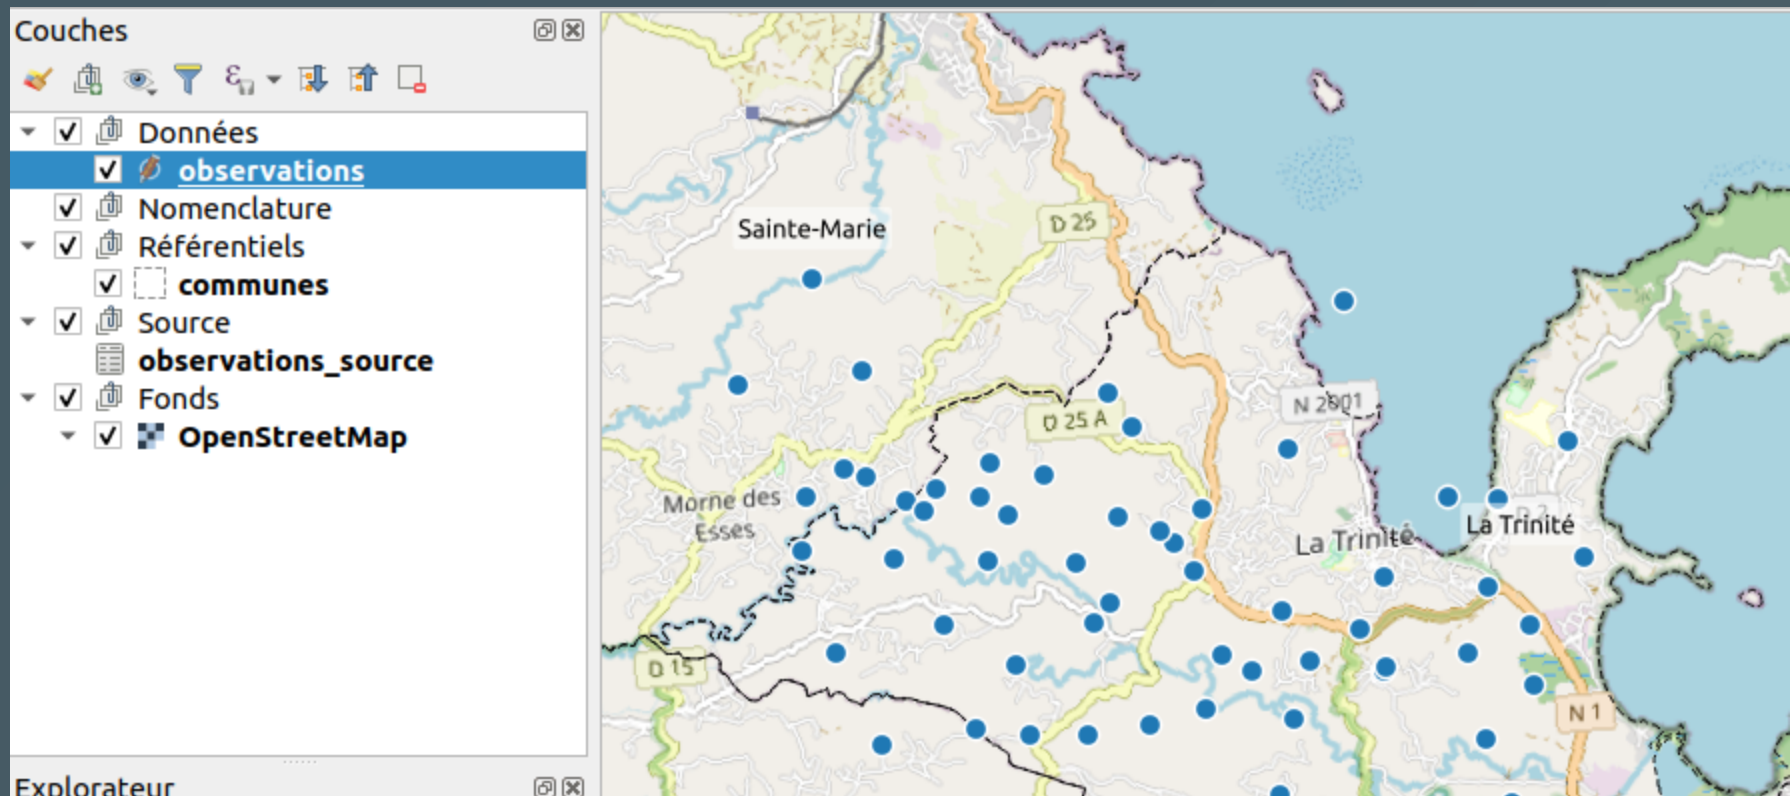 Couches
Données
observations
Nomenclature
Référentiels
communes
Source
observations_source
Fonds
OpenStreetMap
Explorateur
Sainte-Marie
D 25
D 25 A
N 2001
Morne des
Esses
La Trinité
D 2
La Trinité
D 15
N 1